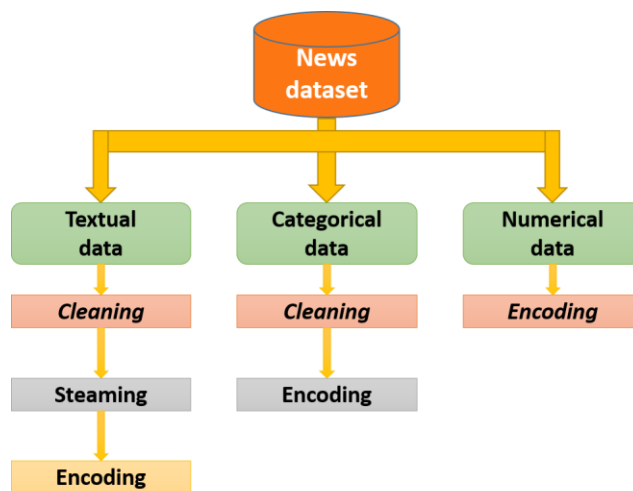 News
dataset
Textual
data
Categorical
data
Numerical
data
Cleaning
Cleaning
Encoding
Steaming
Encoding
Encoding